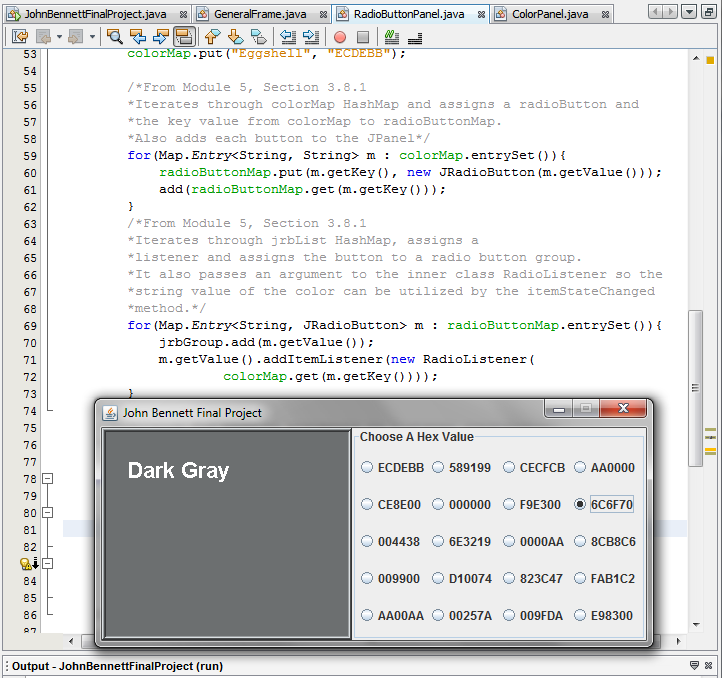 JohnBennettFinalProject.java GeneralFrame.java RadioButtonPanel.java ColorPanel.java
53 colorMap.put("Eggshell", "ECDEBB");
54
55 /*From Module 5, Section 3.8.1
56 *Iterates through colorMap HashMap and assigns a radioButton and
57 *the key value from colorMap to radioButtonMap.
58 *Also adds each button to the JPanel*/
59 for(Map.Entry<String, String> m : colorMap.entrySet()){
60 radioButtonMap.put(m.getKey(), new JRadioButton(m.getValue()));
61 add(radioButtonMap.get(m.getKey()));
62 }
63 /*From Module 5, Section 3.8.1
64 *Iterates through jrbList HashMap, assigns a
65 *listener and assigns the button to a radio button group.
66 *It also passes an argument to the inner class RadioListener so the
67 *string value of the color can be utilized by the itemStateChanged
68 *method.*/
69 for(Map.Entry<String, JRadioButton> m : radioButtonMap.entrySet()){
70 jrbGroup.add(m.getValue());
71 m.getValue().addItemListener(new RadioListener(
72 colorMap.get(m.getKey())));
73 }
74
75
76
77
78
79
80
81
82
84
85
86
87
John Bennett Final Project
Dark Gray
Choose A Hex Value
ECDEBB 589199 CECFCB AA0000
CE8E00 000000 F9E300 6C6F70
004438 6E3219 0000AA 8CB8C6
009900 D10074 823C47 FAB1C2
AA00AA 00257A 009FDA E98300
Output - JohnBennettFinalProject (run)